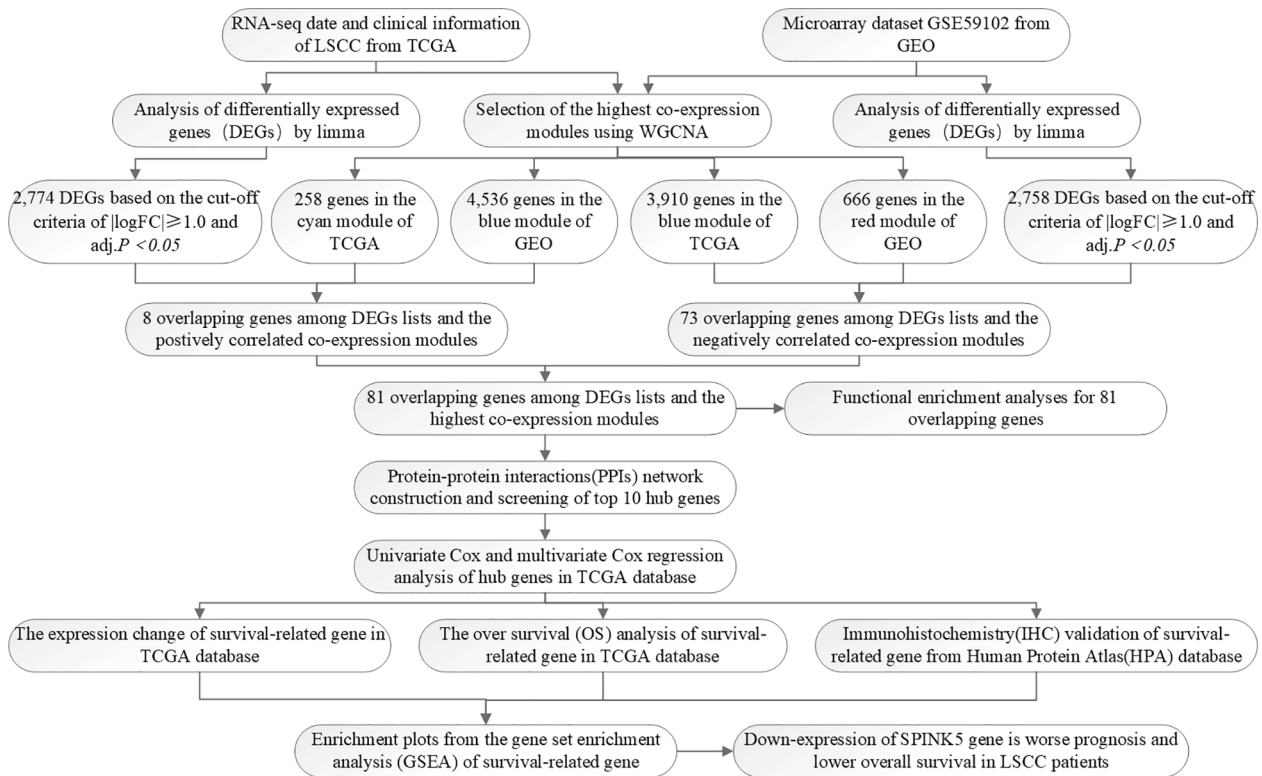 RNA-seq date and clinical information
of LSCC from TCGA
Microarray dataset GSE59102 from
GEO
Analysis of differentially expressed
genes（DEGs）by limma
Selection of the highest co-expression
modules using WGCNA
Analysis of differentially expressed
genes（DEGs）by limma
2,774 DEGs based on the cut-off
criteria of |logFC|≥1.0 and
adj.P <0.05
258 genes in the
cyan module of
TCGA
4,536 genes in the
blue module of
GEO
3,910 genes in the
blue module of
TCGA
666 genes in the
red module of
GEO
2,758 DEGs based on the cut-off
criteria of |logFC|≥1.0 and
adj.P <0.05
8 overlapping genes among DEGs lists and the
postively correlated co-expression modules
73 overlapping genes among DEGs lists and the
negatively correlated co-expression modules
81 overlapping genes among DEGs lists and the
highest co-expression modules
Functional enrichment analyses for 81
overlapping genes
Protein-protein interactions(PPIs) network
construction and screening of top 10 hub genes
Univariate Cox and multivariate Cox regression
analysis of hub genes in TCGA database
The expression change of survival-related gene in
TCGA database
The over survival (OS) analysis of survival-
related gene in TCGA database
Immunohistochemistry(IHC) validation of survival-
related gene from Human Protein Atlas(HPA) database
Enrichment plots from the gene set enrichment
analysis (GSEA) of survival-related gene
Down-expression of SPINK5 gene is worse prognosis and
lower overall survival in LSCC patients